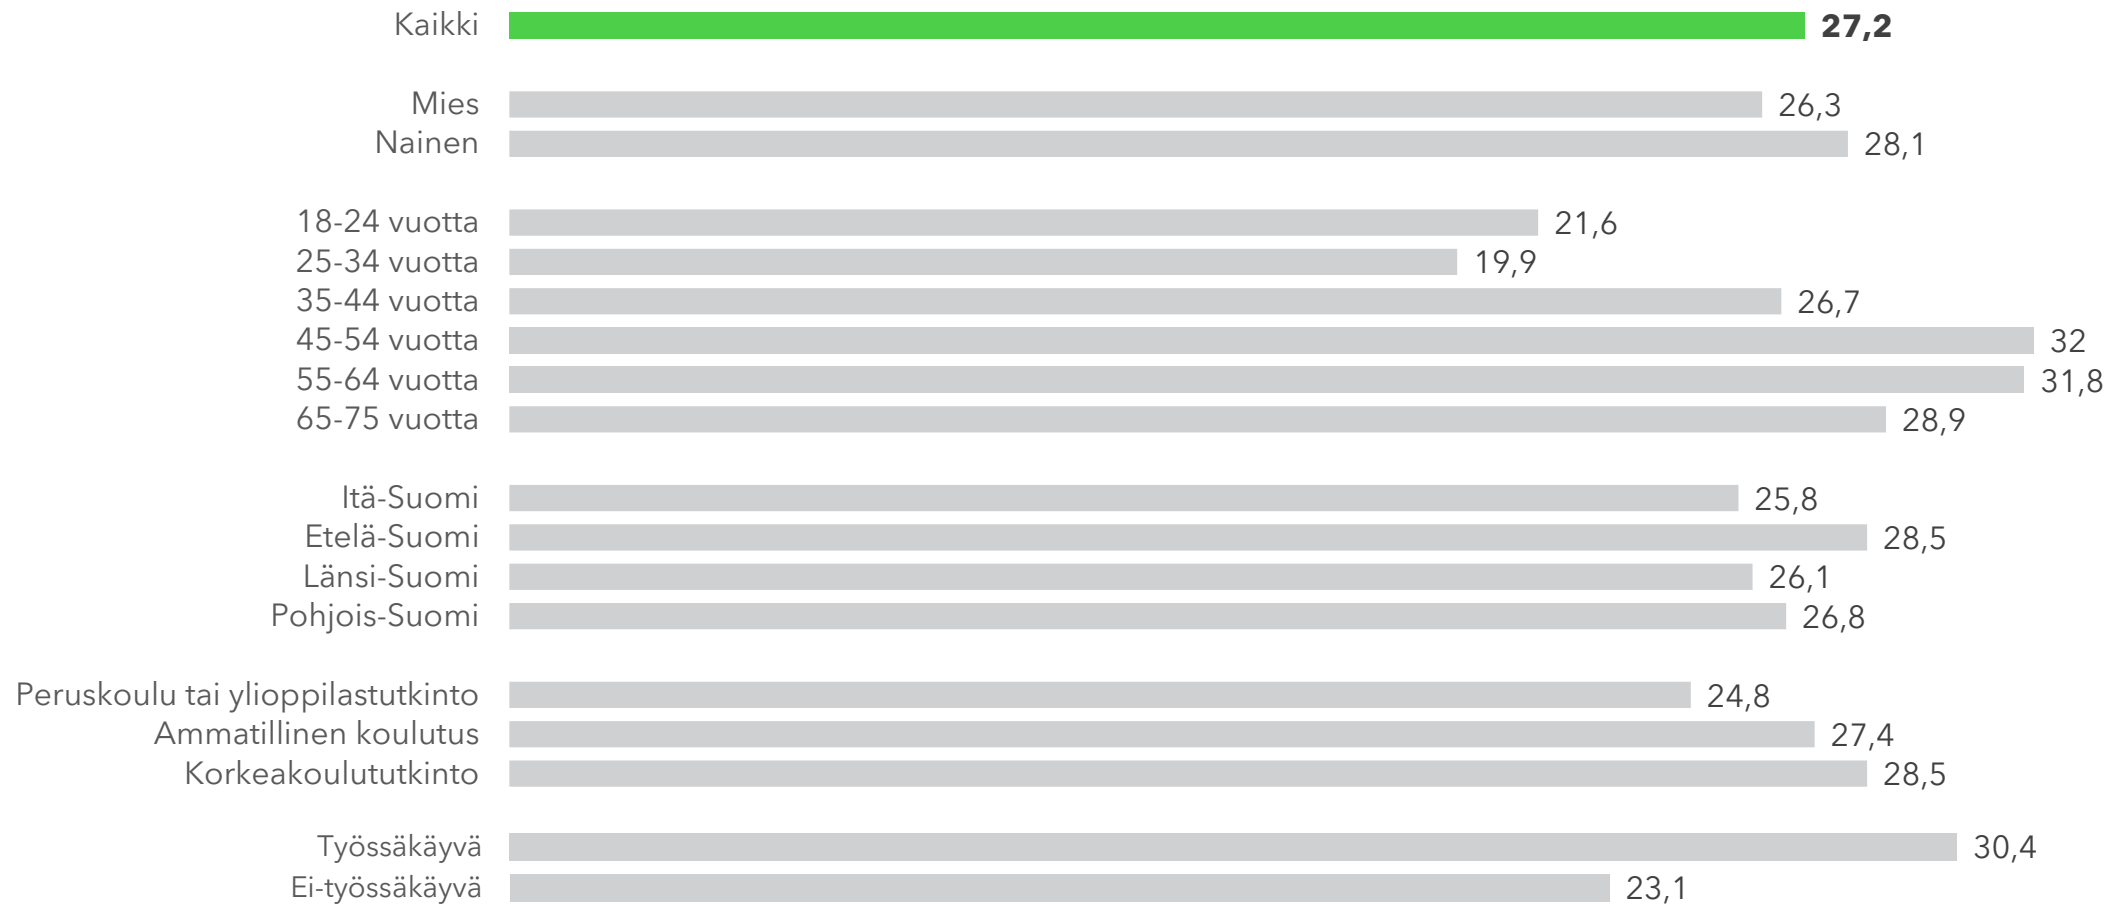 Kaikki 27,2
Mies 26,3
Nainen 28,1
18-24 vuotta 21,6
25-34 vuotta 19,9
35-44 vuotta 26,7
45-54 vuotta 32
55-64 vuotta 31,8
65-75 vuotta 28,9
Itä-Suomi 25,8
Etelä-Suomi 28,5
Länsi-Suomi 26,1
Pohjois-Suomi 26,8
Peruskoulu tai ylioppilastutkinto 24,8
Ammatillinen koulutus 27,4
Korkeakoulututkinto 28,5
Työssäkäyvä 30,4
Ei-työssäkäyvä 23,1